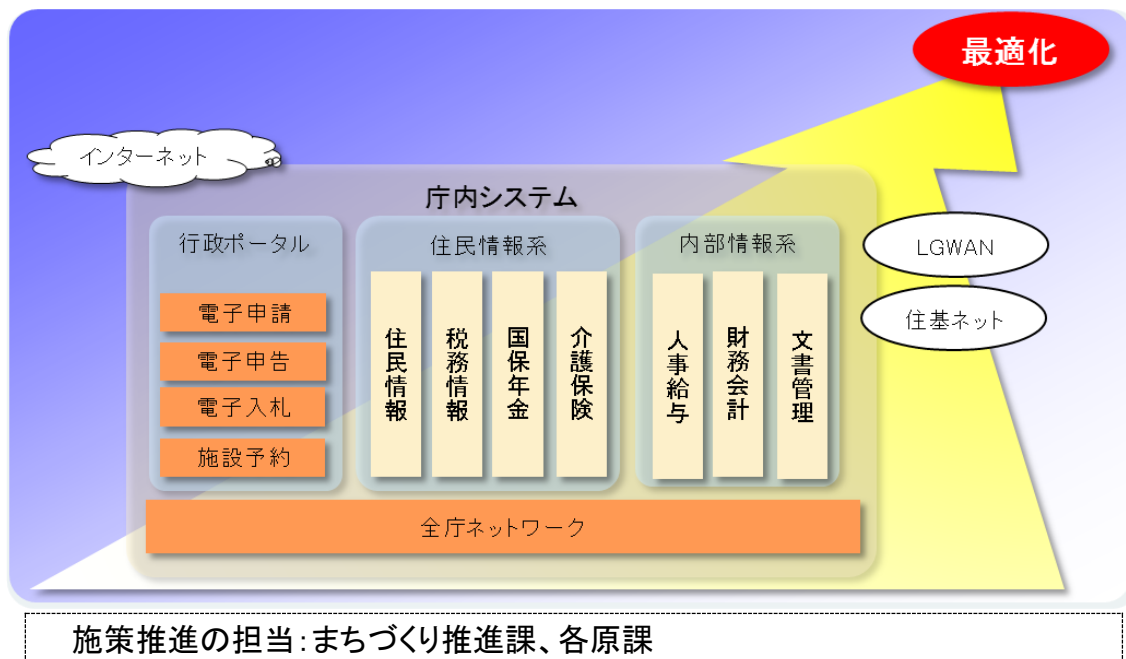 最適化
インターネット
庁内システム
行政ポータル
電子申請
電子申告
電子入札
施設予約
住民情報系
住民情報
税務情報
国保年金
介護保険
内部情報系
人事給与
財務会計
文書管理
LGWAN
住基ネット
全庁ネットワーク
施策推進の担当：まちづくり推進課、各原課